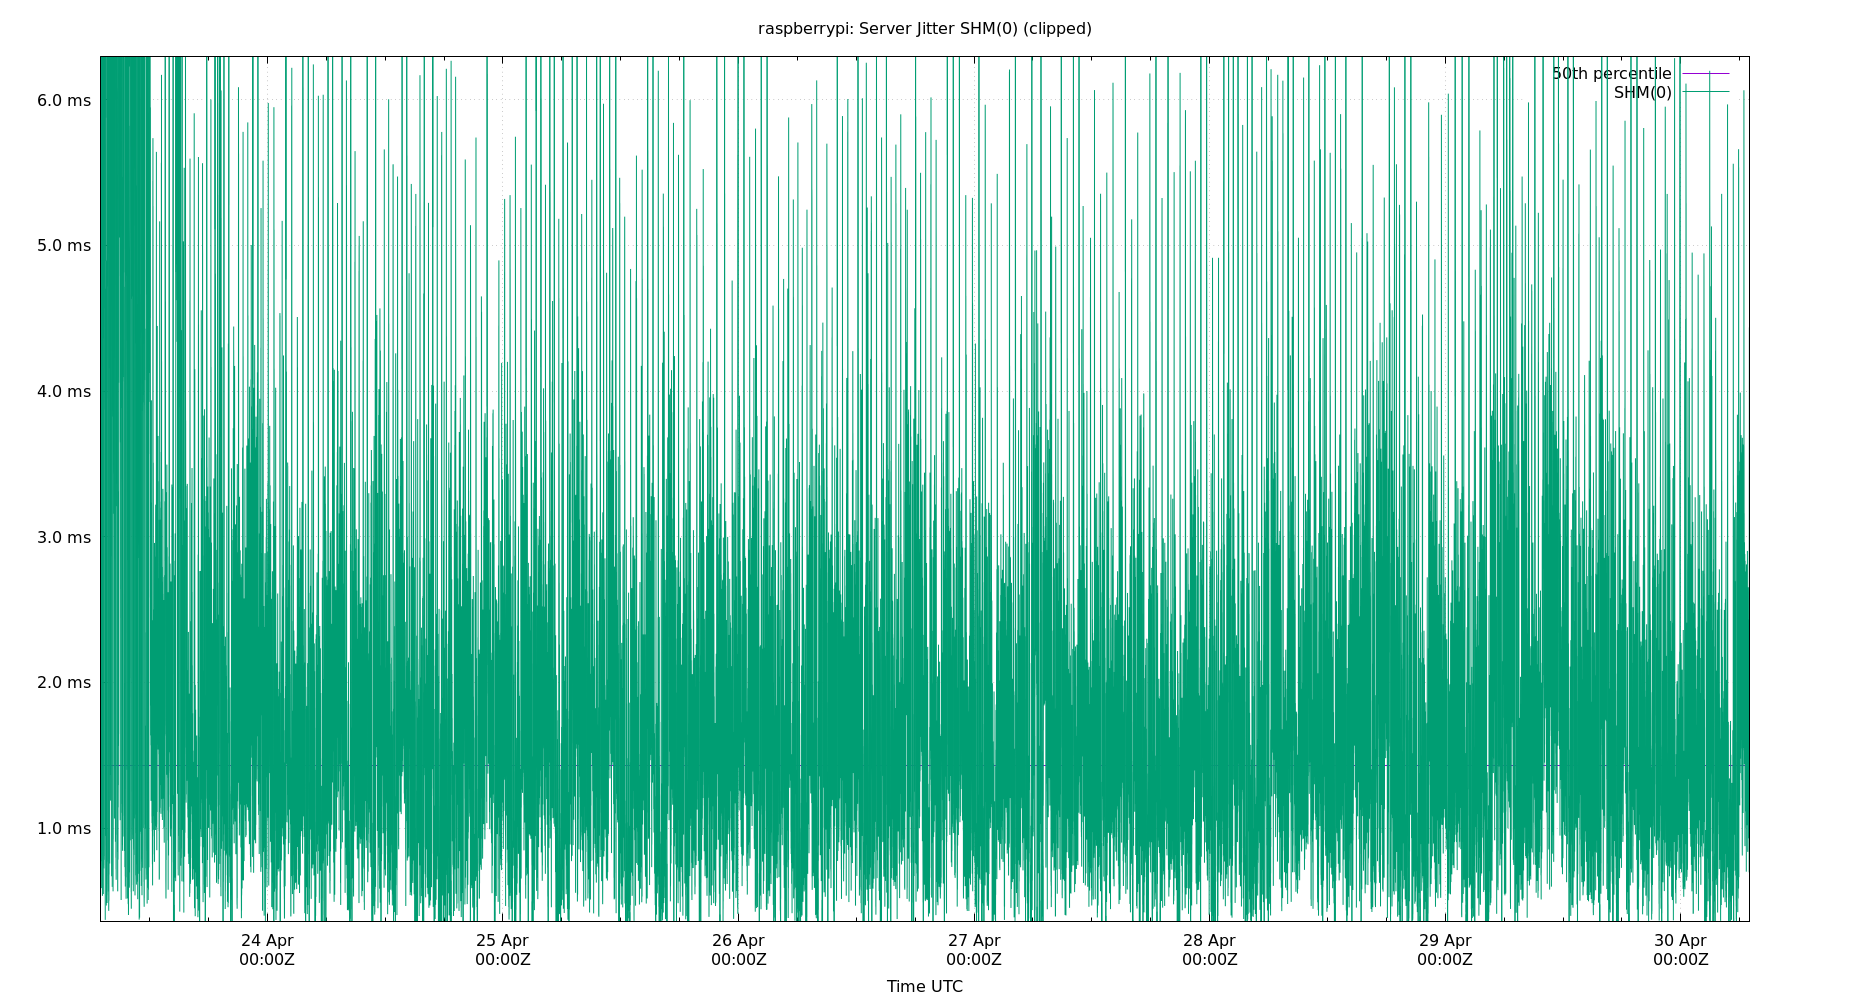 raspberrypi: Server Jitter SHM(0) (clipped)
50th percentile
SHM(0)
6.0 ms
5.0 ms
4.0 ms
3.0 ms
2.0 ms
1.0 ms
24 Apr 25 Apr 26 Apr 27 Apr 28 Apr 29 Apr 30 Apr
00:00Z 00:00Z 00:00Z 00:00Z 00:00Z 00:00Z 00:00Z
Time UTC